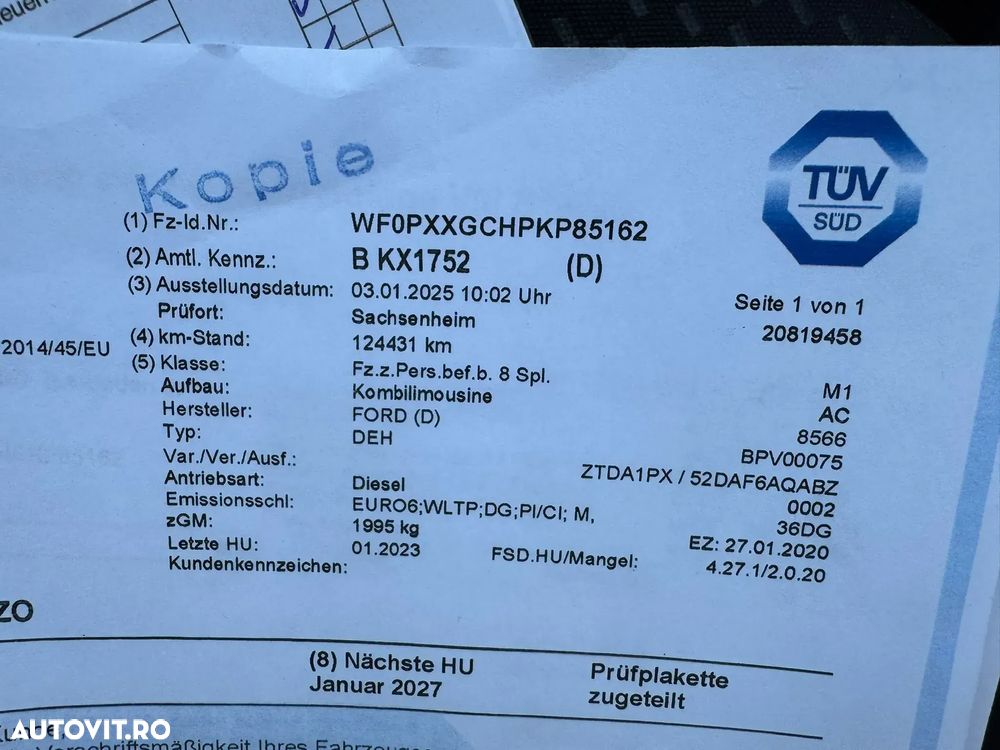 Kopie
TÜV
SÜD
(1) Fz-Id.Nr.: WF0PXXGCHPKP85162
(2) Amtl. Kennz.: B KX1752 (D)
(3) Ausstellungsdatum: 03.01.2025 10:02 Uhr Seite 1 von 1
Prüfort: Sachsenheim 20819458
2014/45/EU (4) km-Stand: 124431 km
(5) Klasse: Fz.z.Pers.bef.b. 8 Spl. M1
Aufbau: Kombilimousine AC
Hersteller: FORD (D) 8566
Typ: DEH BPV00075
Var./Ver./Ausf.: ZTDA1PX / 52DAF6AQABZ
Antriebsart: Diesel 0002
Emissionsschl: EURO6;WLTP;DG;PI/CI; M, 36DG
zGM: 1995 kg EZ: 27.01.2020
Letzte HU: 01.2023 FSD.HU/Mangel: 4.27.1/2.0.20
Kundenkennzeichen:
ZO
(8) Nächste HU Prüfplakette
Januar 2027 zugeteilt
AUTOVIT.RO
Vorschriftsmäßigkeit Ihres